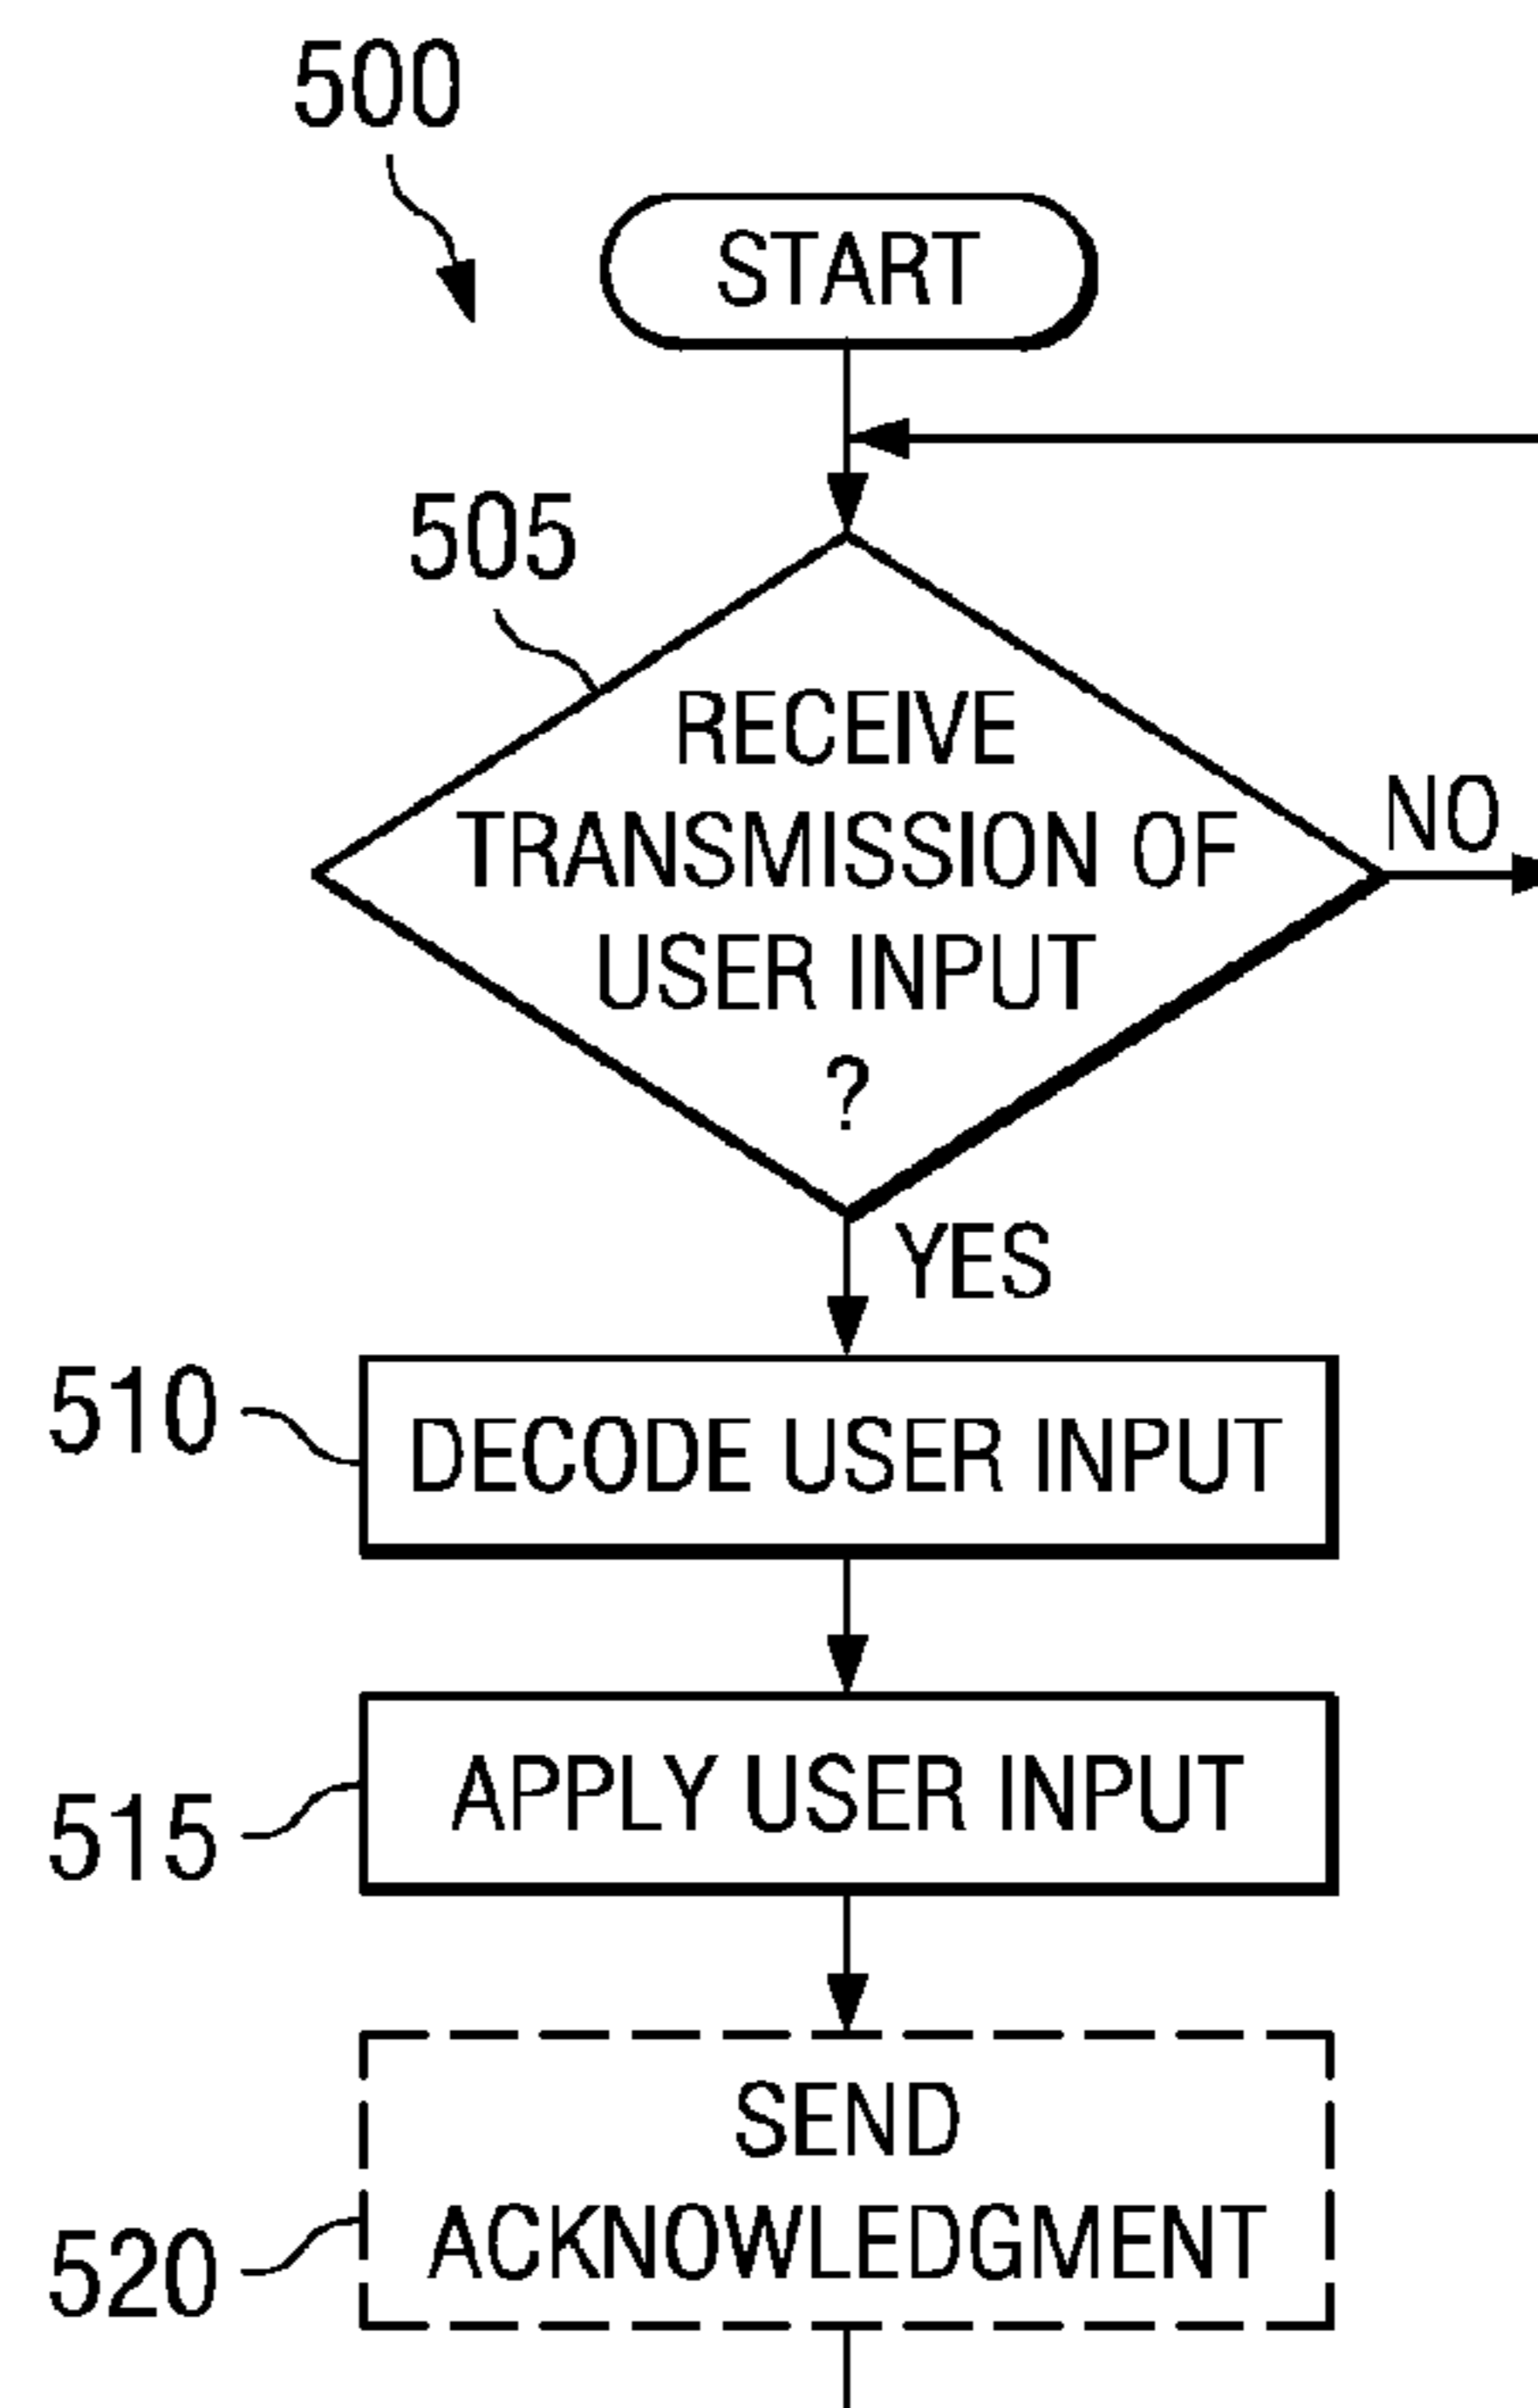 500
START
505
RECEIVE
TRANSMISSION OF
USER INPUT
?
NO
YES
510
DECODE USER INPUT
515
APPLY USER INPUT
520
SEND
ACKNOWLEDGMENT